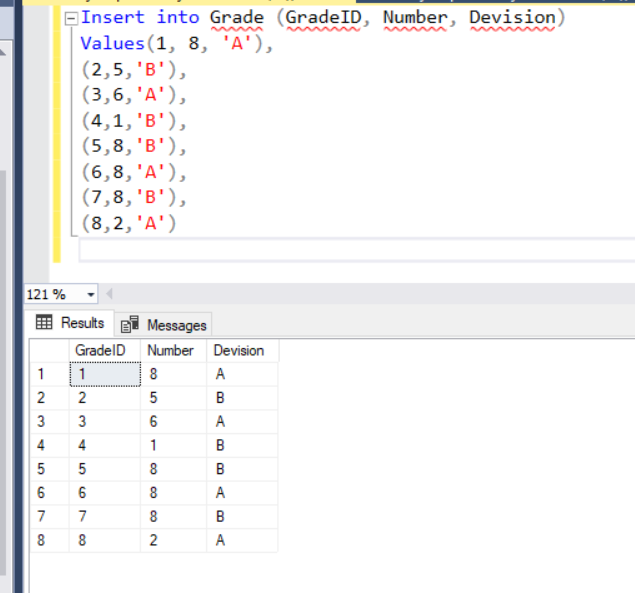 Insert into Grade (GradeID, Number, Devision)
Values(1, 8, 'A'),
(2,5,'B'),
(3,6,'A'),
(4,1,'B'),
(5,8,'B'),
(6,8,'A'),
(7,8,'B'),
(8,2,'A')
121 %
Results Messages
GradeID Number Devision
1 1 8 A
2 2 5 B
3 3 6 A
4 4 1 B
5 5 8 B
6 6 8 A
7 7 8 B
8 8 2 A